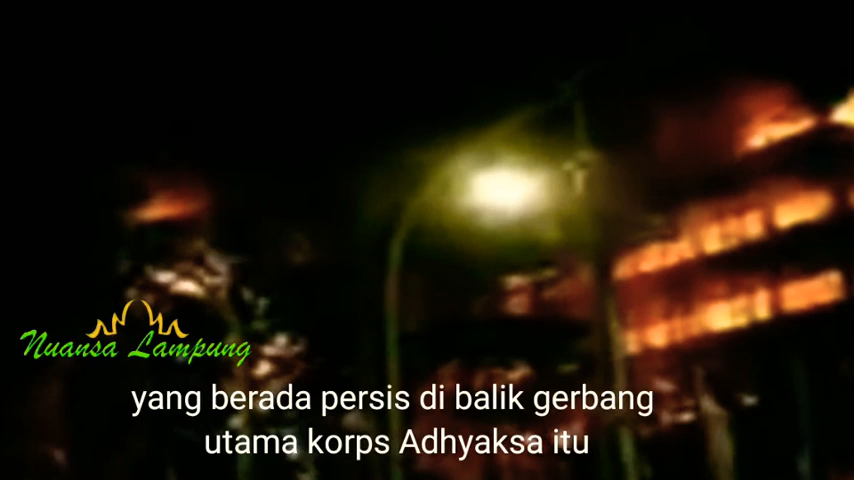 Nuansa Lampung
yang berada persis di balik gerbang
utama korps Adhyaksa itu